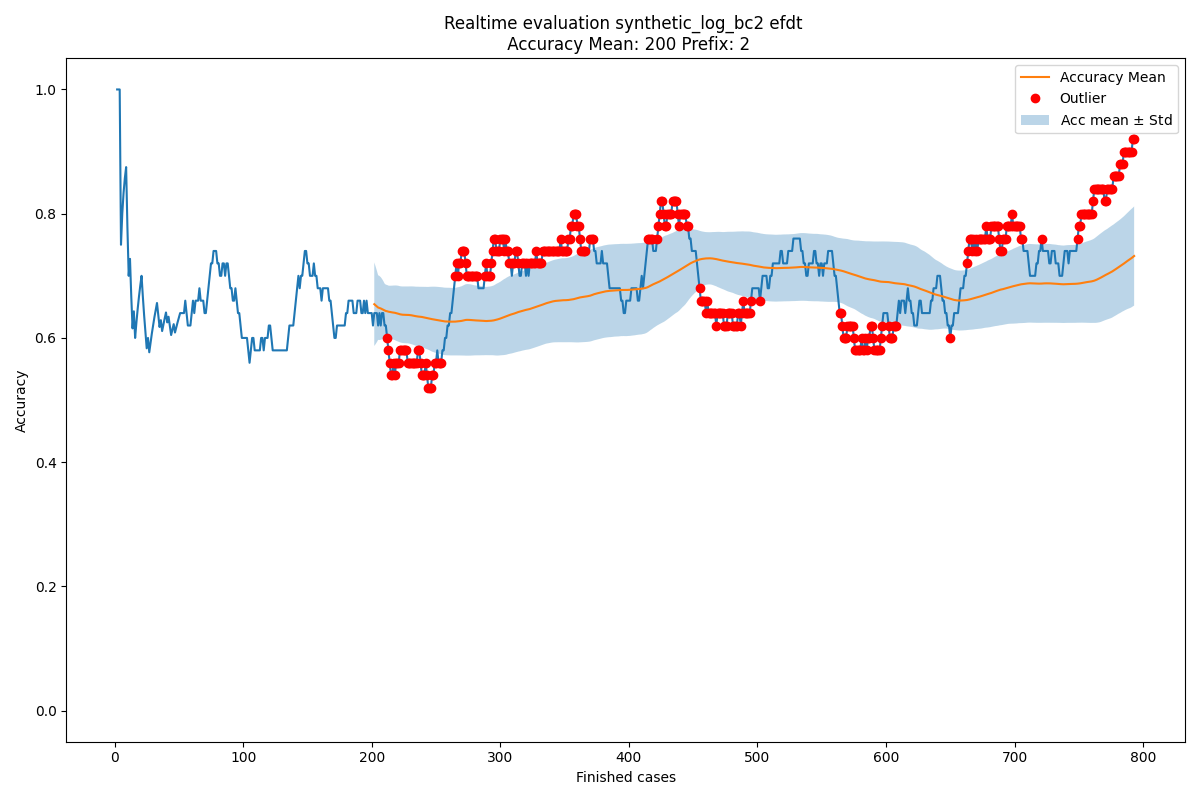 Realtime evaluation synthetic_log_bc2 efdt
Accuracy Mean: 200 Prefix: 2
Accuracy Mean
Outlier
Acc mean ± Std
1.0
0.8
0.6
0.4
0.2
0.0
Accuracy
0
100
200
300
400
500
600
700
800
Finished cases